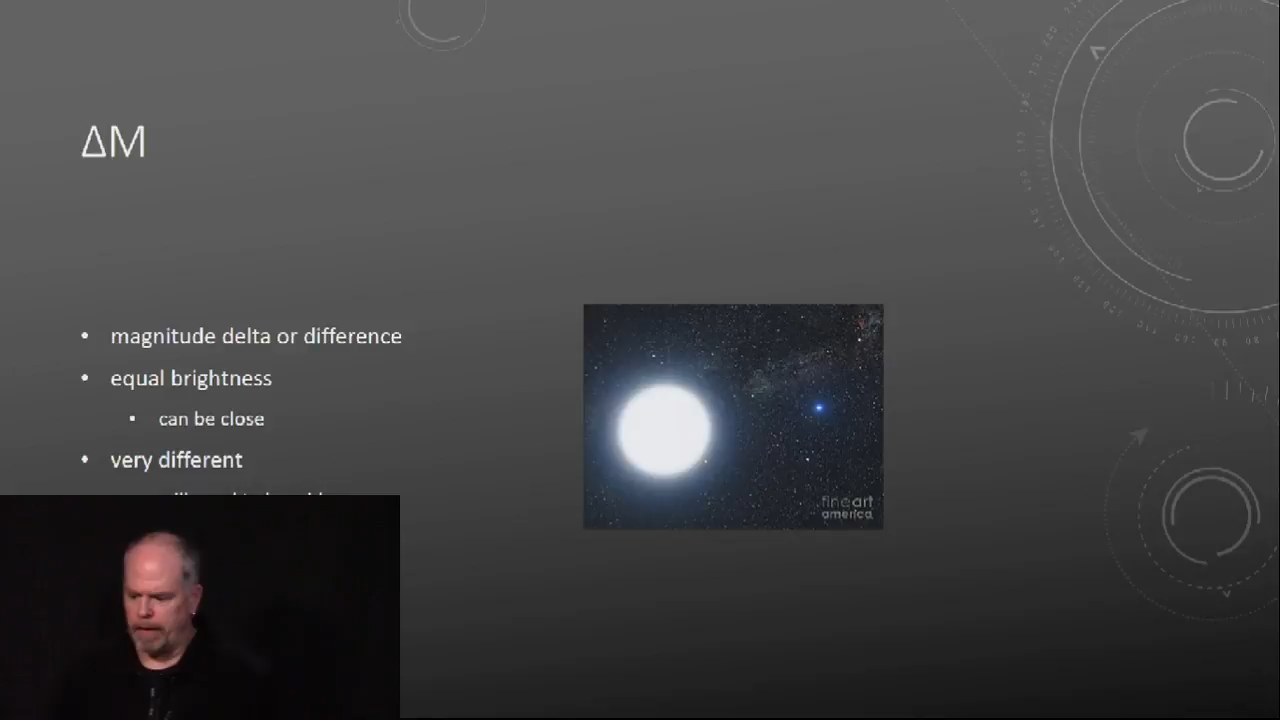 ΔM
• magnitude delta or difference
• equal brightness
• can be close
• very different
fineart
america